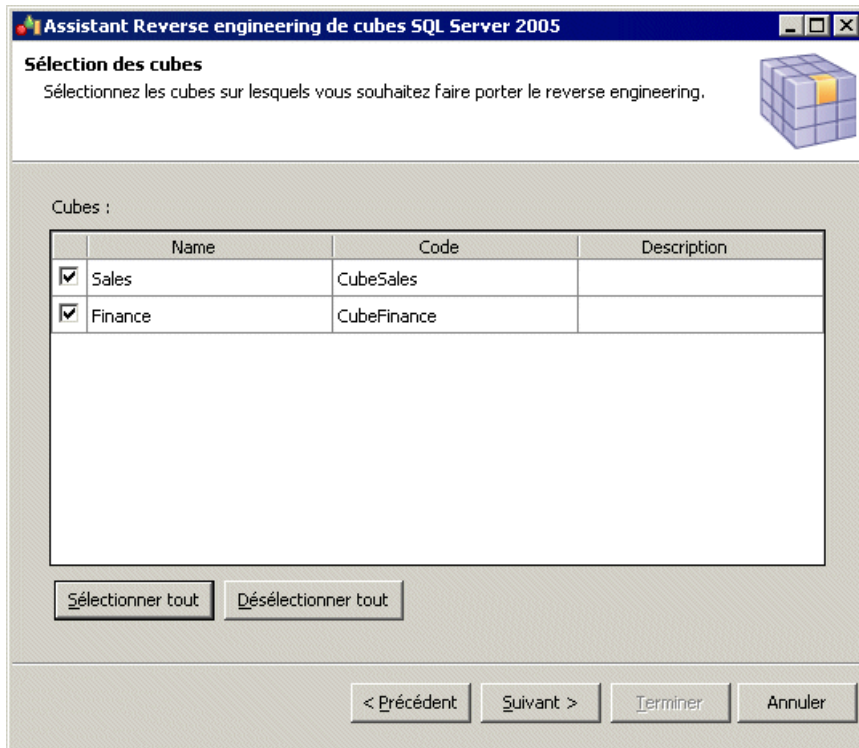 Assistant Reverse engineering de cubes SQL Server 2005
Sélection des cubes
Sélectionnez les cubes sur lesquels vous souhaitez faire porter le reverse engineering.
Cubes :
Name Code Description
Sales CubeSales
Finance CubeFinance
Sélectionner tout Désélectionner tout
< Précédent Suivant > Terminer Annuler